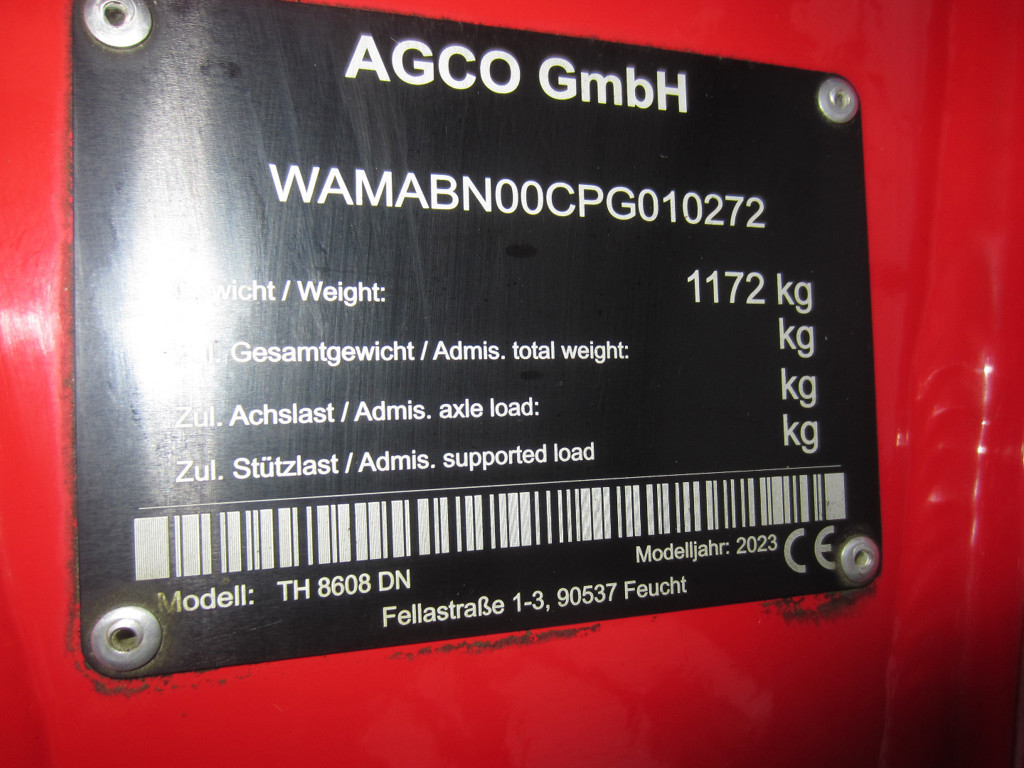 AGCO GmbH
WAMABN00CPG010272
wicht / Weight: 1172 kg
Gesamtgewicht / Admis. total weight: kg
Zul. Achslast / Admis. axle load: kg
Zul. Stützlast / Admis. supported load kg
Modell: TH 8608 DN Modelljahr: 2023 CE
Fellastraße 1-3, 90537 Feucht